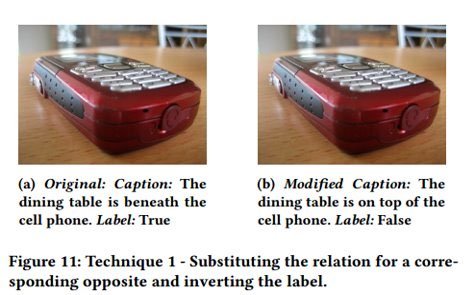 (a) Original: Caption: The
dining table is beneath the
cell phone. Label: True
(b) Modified Caption: The
dining table is on top of the
cell phone. Label: False
Figure 11: Technique 1 - Substituting the relation for a corre-
sponding opposite and inverting the label.